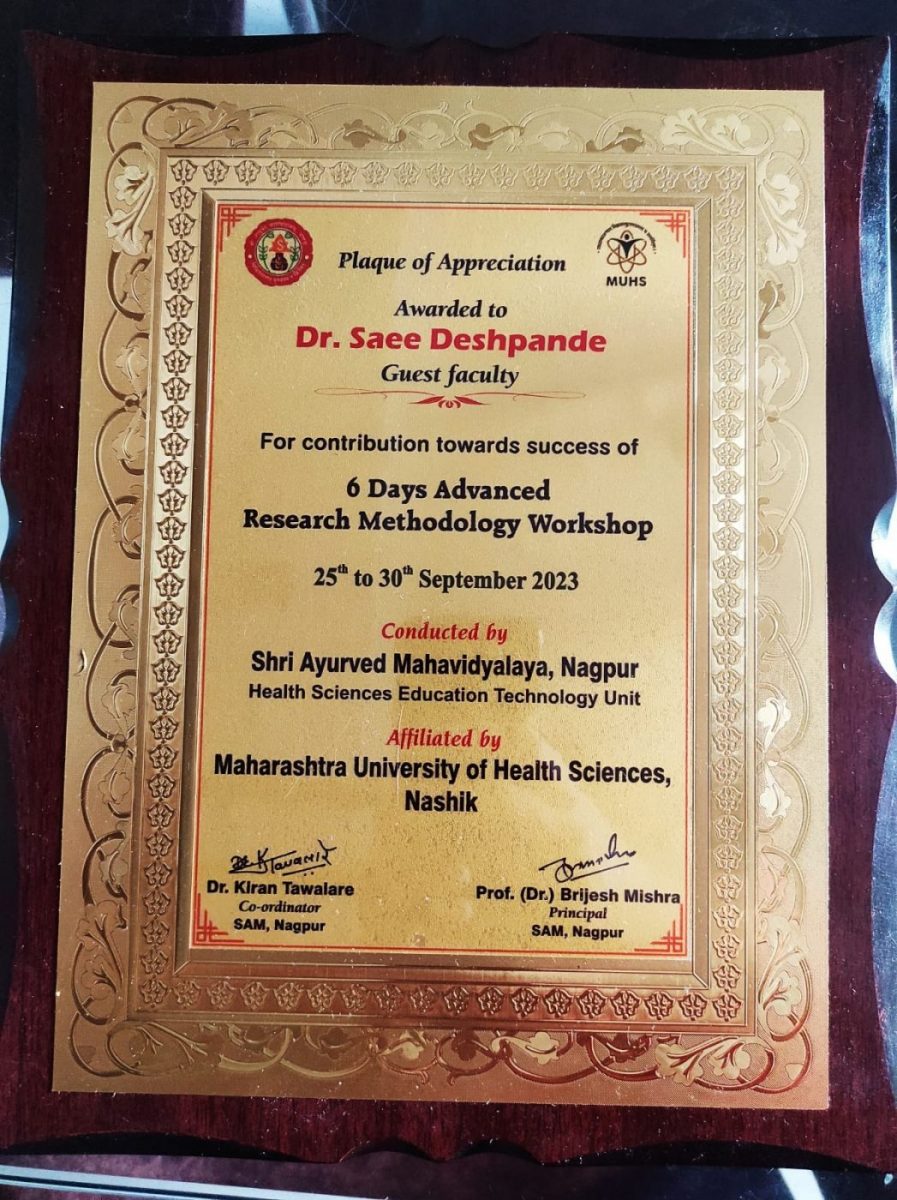 Plaque of Appreciation
MUHS
Awarded to
Dr. Saee Deshpande
Guest faculty
For contribution towards success of
6 Days Advanced
Research Methodology Workshop
25th to 30th September 2023
Conducted by
Shri Ayurved Mahavidyalaya, Nagpur
Health Sciences Education Technology Unit
Affiliated by
Maharashtra University of Health Sciences,
Nashik
Dr. Kiran Tawalare
Co-ordinator
SAM, Nagpur
Prof. (Dr.) Brijesh Mishra
Principal
SAM, Nagpur